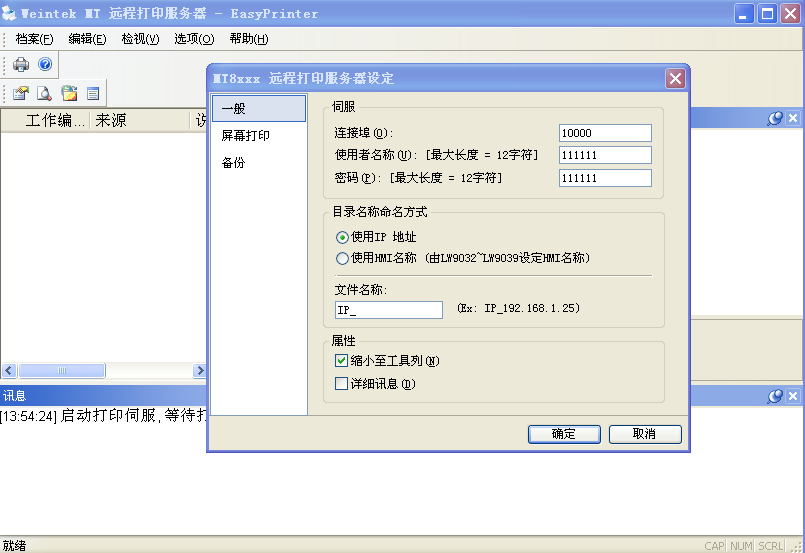 Weintek MT 远程打印服务器 - EasyPrinter
档案(F) 编辑(E) 检视(V) 选项(O) 帮助(H)
工作编... 来源
MT8xxx 远程打印服务器设定
一般
屏幕打印
备份
伺服
连接埠(O): 10000
使用者名称(U): [最大长度 = 12字符] 111111
密码(P): [最大长度 = 12字符] 111111
目录名称命名方式
使用IP 地址
使用HMI名称 (由LW9032~LW9039设定HMI名称)
文件名称:
IP_ (Ex: IP_192.168.1.25)
属性
缩小至工具列(N)
详细讯息(D)
确定 取消
讯息
[13:54:24] 启动打印伺服,等待
就绪 CAP NUM SCRL